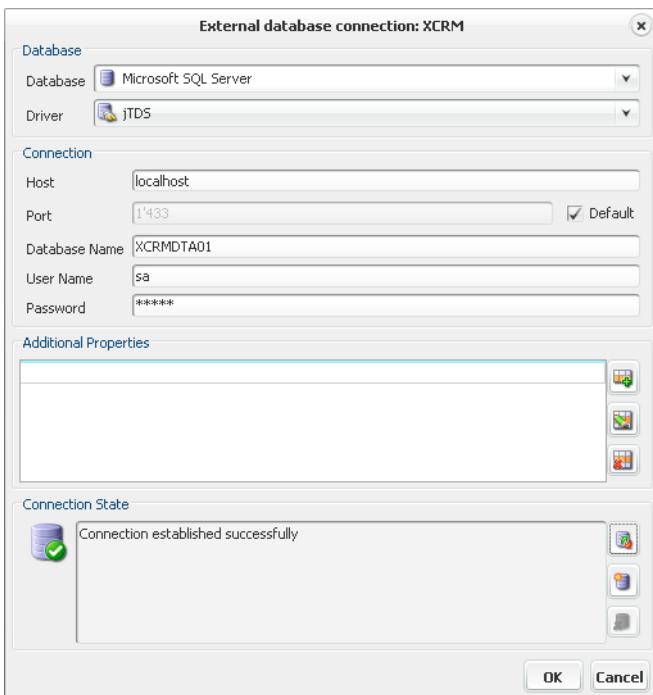 External database connection: XCRM
Database
Database Microsoft SQL Server
Driver jTDS
Connection
Host localhost
Port 1'433 Default
Database Name XCRMDTA01
User Name sa
Password *****
Additional Properties
Connection State
Connection established successfully
OK Cancel